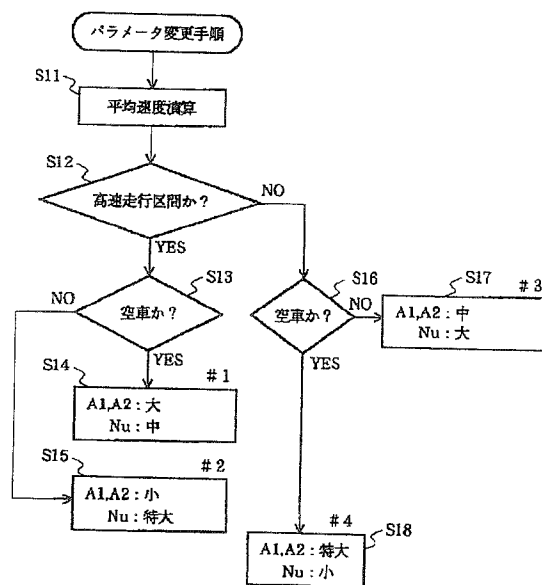 パラメータ変更手順
S11
平均速度演算
S12
高速走行区間か?
NO
YES
S13
NO
空車か?
YES
S14
#1
A1,A2:大
Nu:中
S15
#2
A1,A2:小
Nu:特大
S16
空車か?
NO
YES
S17
#3
A1,A2:中
Nu:大
#4
S18
A1,A2:特大
Nu:小